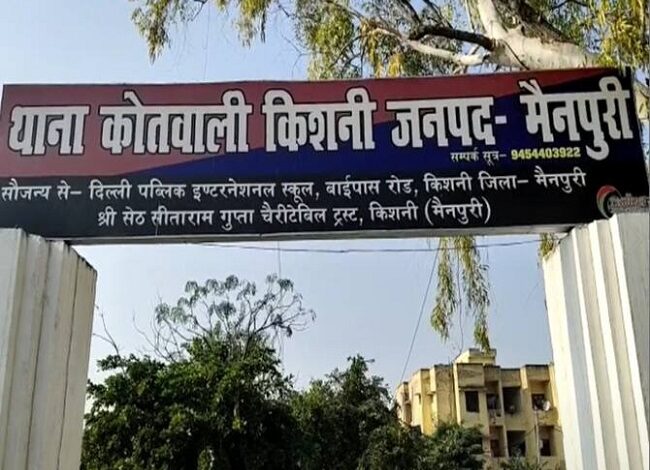 थाना कोतवाली किशनी जनपद- मैनपुरी
सम्पर्क सूत्र- 9454403922
सौजन्य से- दिल्ली पब्लिक इण्टरनेशनल स्कूल, बाईपास रोड, किशनी जिला- मैनपुरी
श्री सेठ सीताराम गुप्ता चैरीटेबिल ट्रस्ट, किशनी (मैनपुरी)